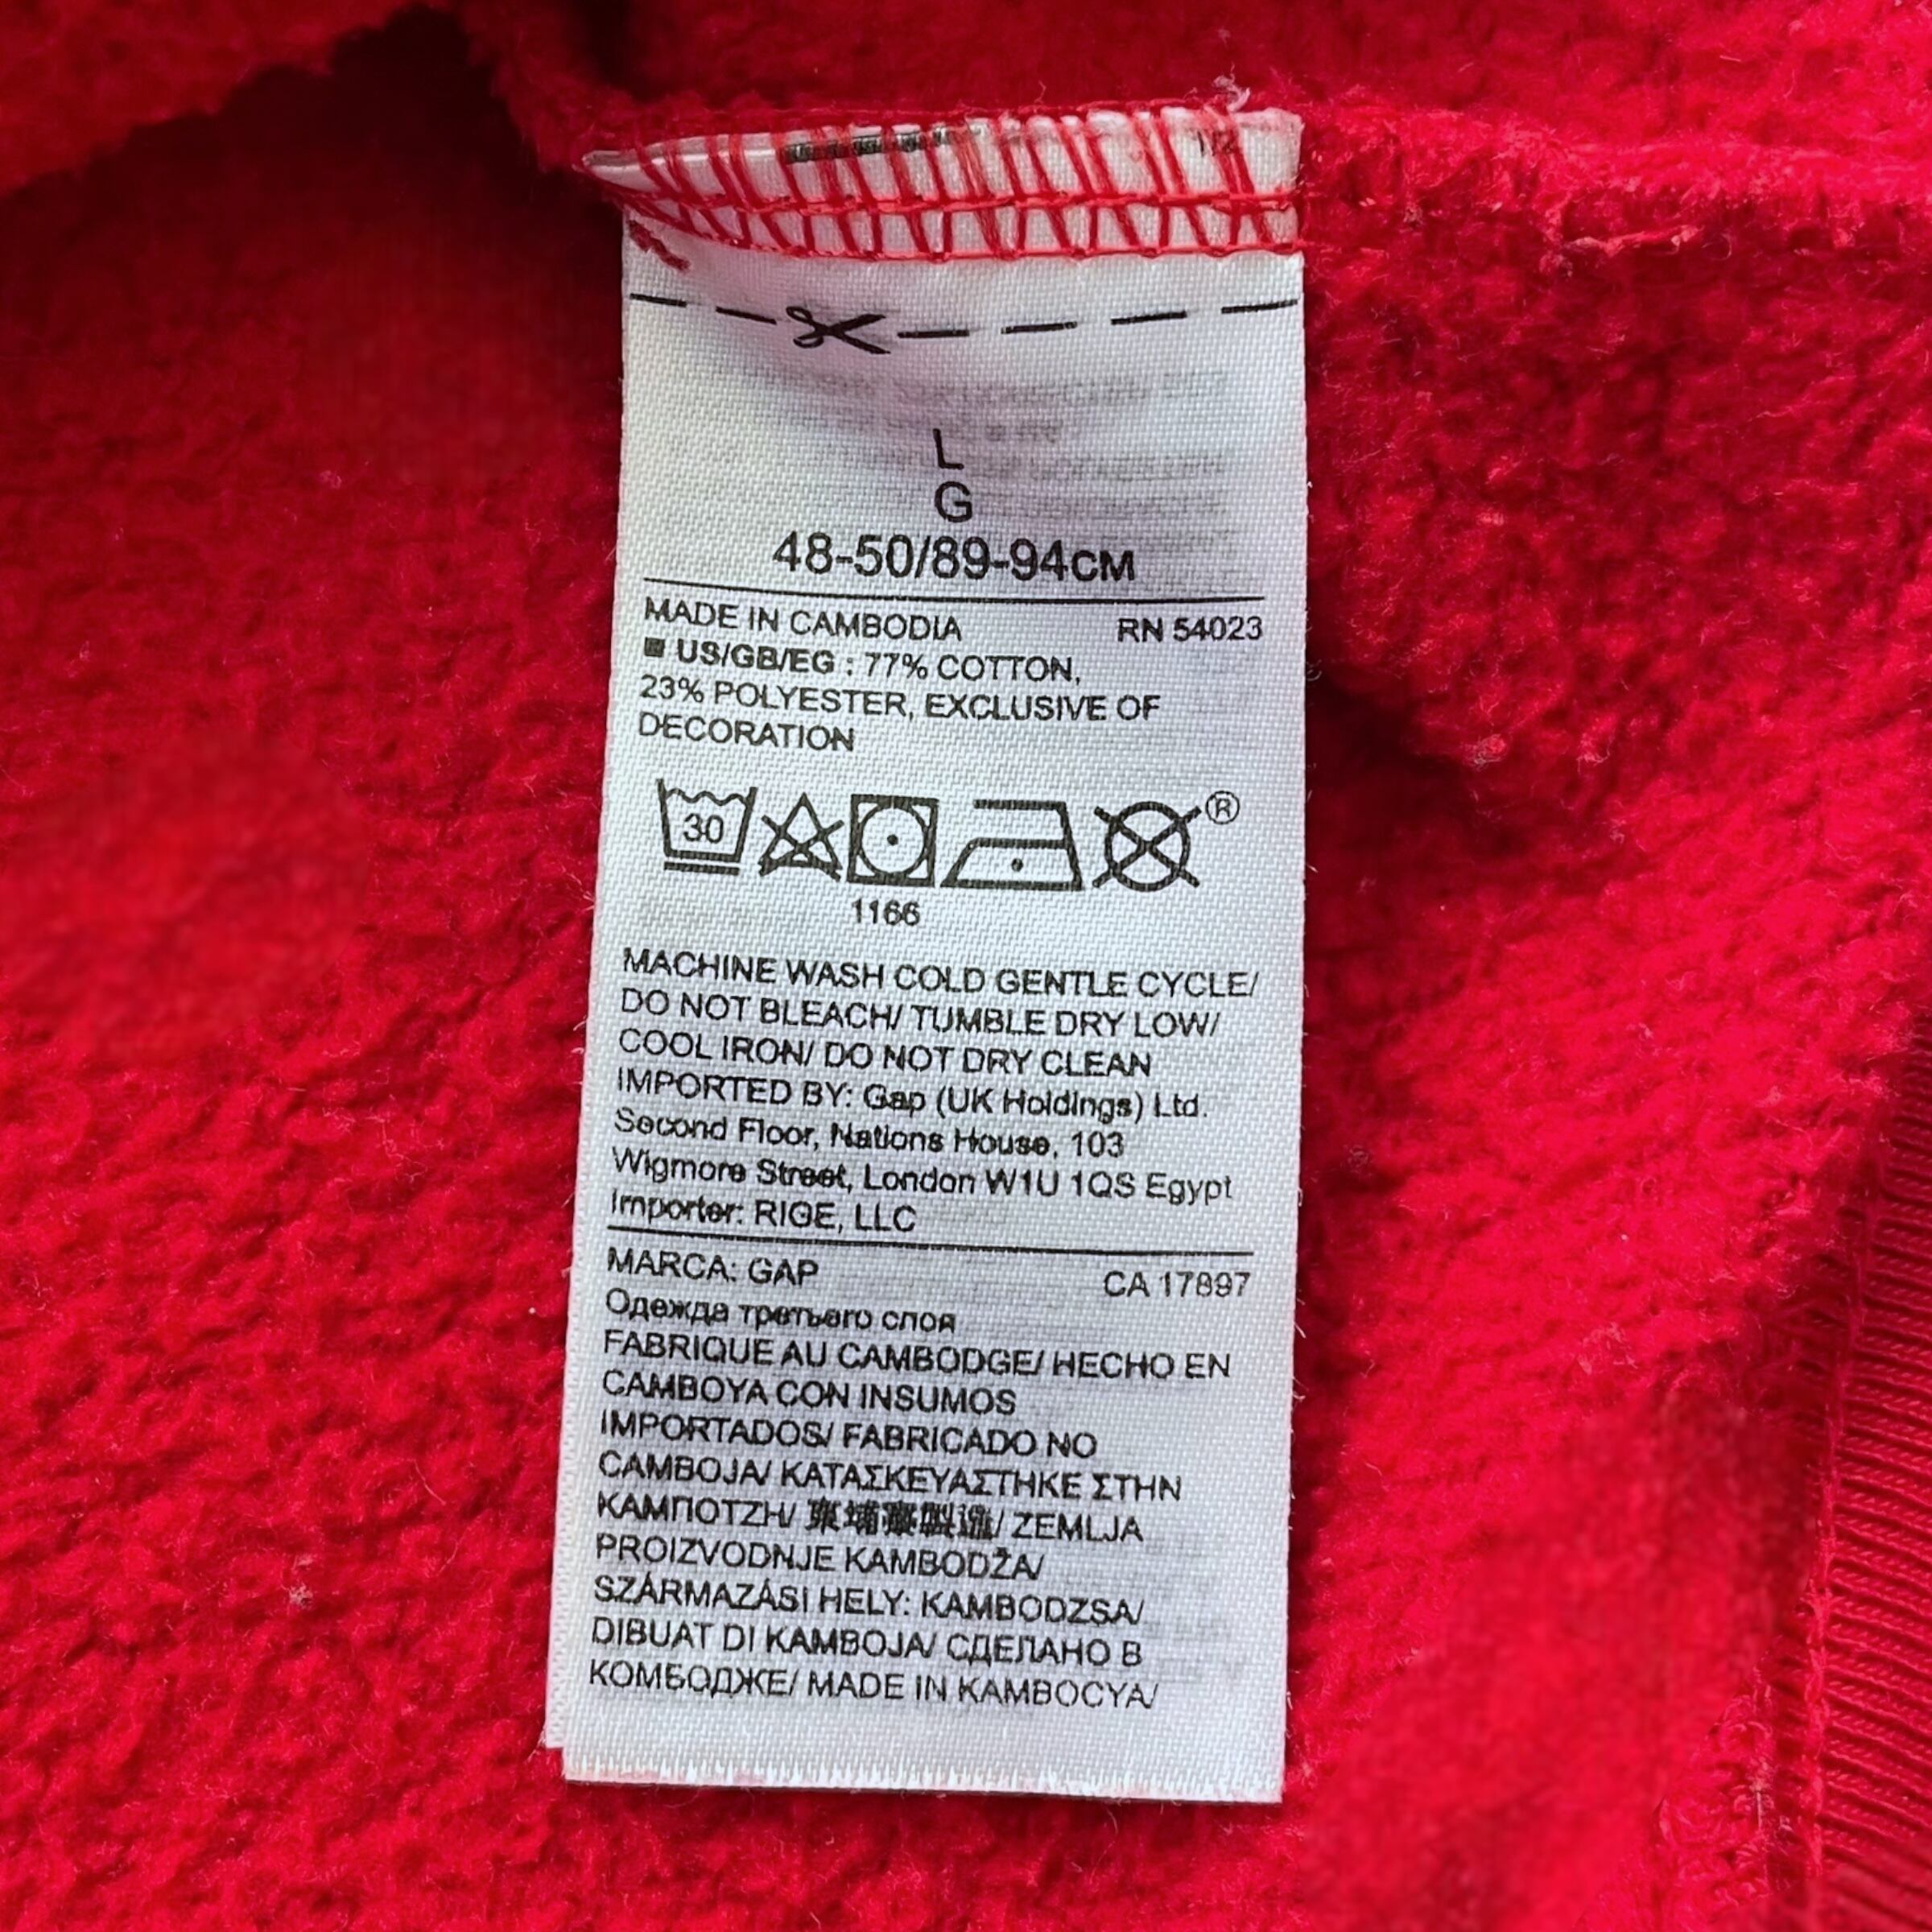 1/2
L
G
48-50/89-94CM
MADE IN CAMBODIA RN 54023
US/GB/EG : 77% COTTON,
23% POLYESTER, EXCLUSIVE OF
DECORATION
30
®
1166
MACHINE WASH COLD GENTLE CYCLE/
DO NOT BLEACH/ TUMBLE DRY LOW/
COOL IRON/ DO NOT DRY CLEAN
IMPORTED BY: Gap (UK Holdings) Ltd.
Second Floor, Nations House, 103
Wigmore Street, London W1U 1QS Egypt
Importer: RIGE, LLC
MARCA: GAP CA 17897
Одежда третьего слоя
FABRIQUE AU CAMBODGE/ HECHO EN
CAMBOYA CON INSUMOS
IMPORTADOS/ FABRICADO NO
CAMBOJA/ ΚΑΤΑΣΚΕΥΑΣΤΗΚΕ ΣΤΗΝ
ΚΑΜΠΟΤΖΗ/ 柬埔寨製造/ ZEMLJA
PROIZVODNJE KAMBODŽA/
SZÁRMAZÁSI HELY: KAMBODZSA/
DIBUAT DI KAMBOJA/ СДЕЛАНО В
КОМБОДЖЕ/ MADE IN KAMBOCYA/